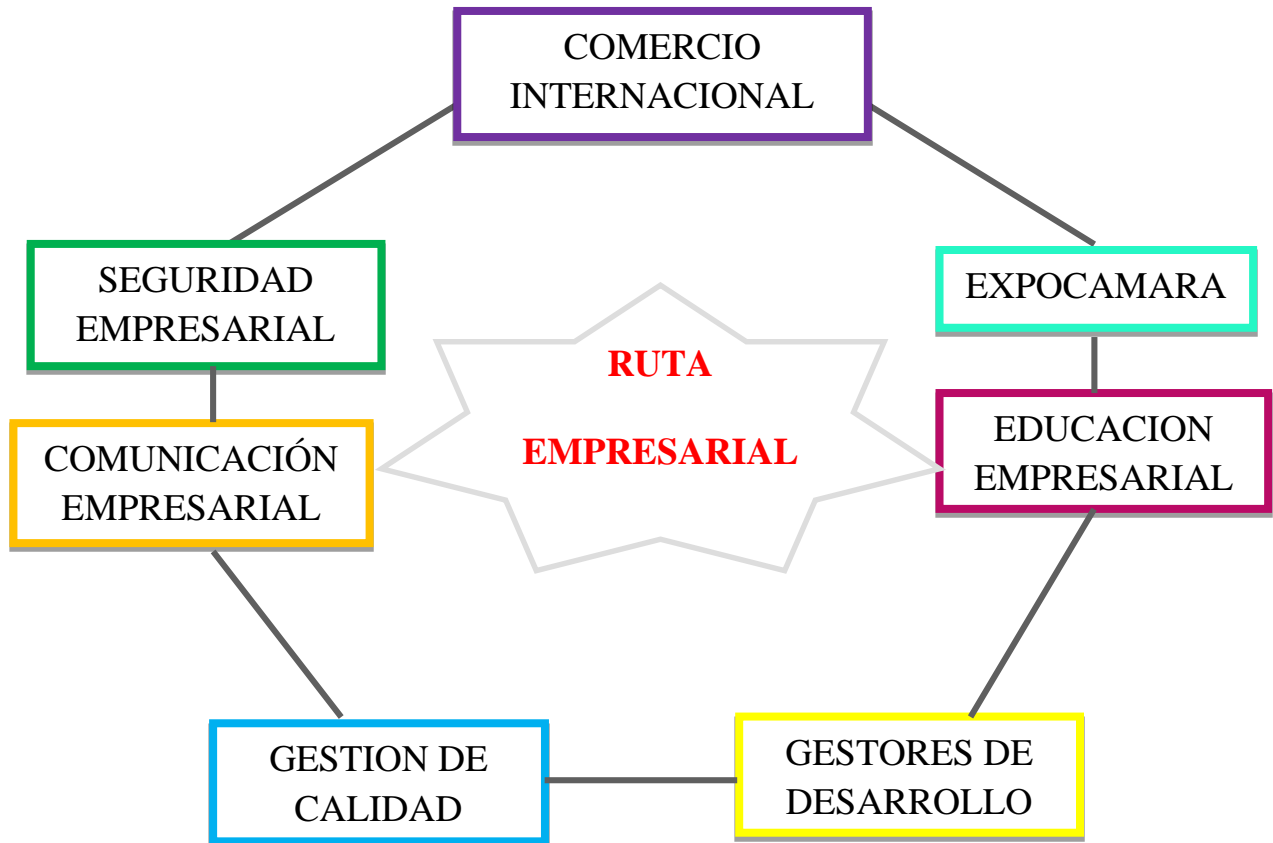 COMERCIO
INTERNACIONAL
SEGURIDAD
EMPRESARIAL
EXPOCAMARA
RUTA
EMPRESARIAL
COMUNICACIÓN
EMPRESARIAL
EDUCACION
EMPRESARIAL
GESTION DE
CALIDAD
GESTORES DE
DESARROLLO